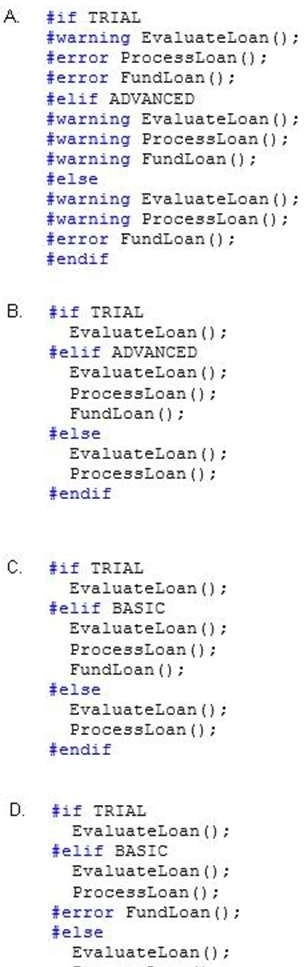 A. #if TRIAL
#warning EvaluateLoan();
#error ProcessLoan();
#error FundLoan();
#elif ADVANCED
#warning EvaluateLoan();
#warning ProcessLoan();
#warning FundLoan();
#else
#warning EvaluateLoan();
#warning ProcessLoan();
#error FundLoan();
#endif
B. #if TRIAL
EvaluateLoan();
#elif ADVANCED
EvaluateLoan();
ProcessLoan();
FundLoan();
#else
EvaluateLoan();
ProcessLoan();
#endif
C. #if TRIAL
EvaluateLoan();
#elif BASIC
EvaluateLoan();
ProcessLoan();
FundLoan();
#else
EvaluateLoan();
ProcessLoan();
#endif
D. #if TRIAL
EvaluateLoan();
#elif BASIC
EvaluateLoan();
ProcessLoan();
#error FundLoan();
#else
EvaluateLoan();